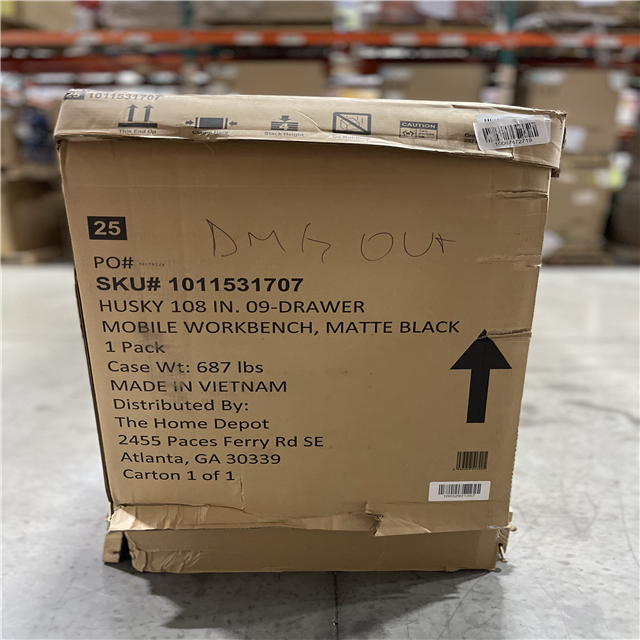 25 1011531707
This End Up
Stack Height
4
CAUTION
25
DMG OUT
PO#
SKU# 1011531707
HUSKY 108 IN. 09-DRAWER
MOBILE WORKBENCH, MATTE BLACK
1 Pack
Case Wt: 687 lbs
MADE IN VIETNAM
Distributed By:
The Home Depot
2455 Paces Ferry Rd SE
Atlanta, GA 30339
Carton 1 of 1